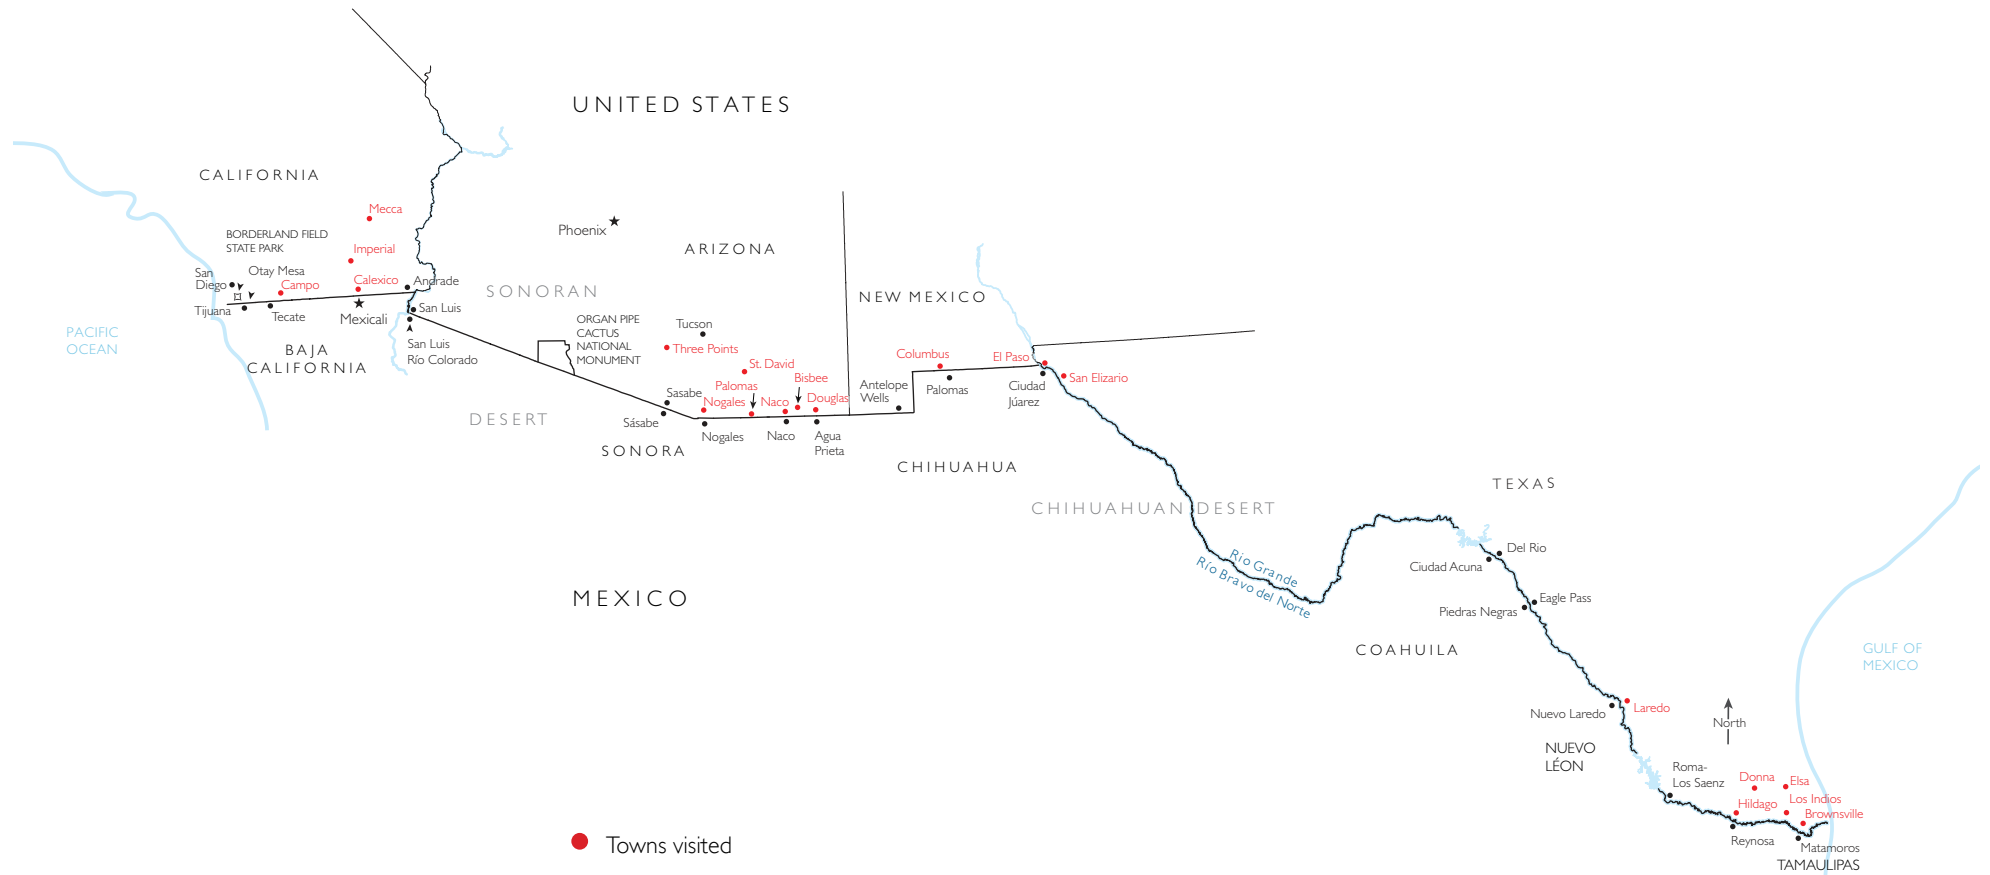 UNITED STATES
CALIFORNIA
Mecca
BORDERLAND FIELD
STATE PARK
Imperial
San
Diego
Otay Mesa
Campo
Calexico
Andrade
Tijuana
Tecate
Mexicali
San Luis
San Luis
Río Colorado
PACIFIC
OCEAN
BAJA
CALIFORNIA
Phoenix
ARIZONA
SONORAN
DESERT
ORGAN PIPE
CACTUS
NATIONAL
MONUMENT
Tucson
Three Points
St. David
Palomas
Bisbee
Sasabe
Nogales
Naco
Douglas
Sásabe
Nogales
Naco
Agua
Prieta
SONORA
NEW MEXICO
Columbus
El Paso
San Elizario
Antelope
Wells
Palomas
Ciudad
Júarez
CHIHUAHUA
CHIHUAHUAN DESERT
TEXAS
Rio Grande
Río Bravo del Norte
MEXICO
Del Rio
Ciudad Acuna
Eagle Pass
Piedras Negras
COAHUILA
GULF OF
MEXICO
Laredo
Nuevo Laredo
North
NUEVO
LÉON
Roma-
Los Saenz
Donna
Elsa
Hildago
Los Indios
Brownsville
Reynosa
Matamoros
TAMAULIPAS
Towns visited